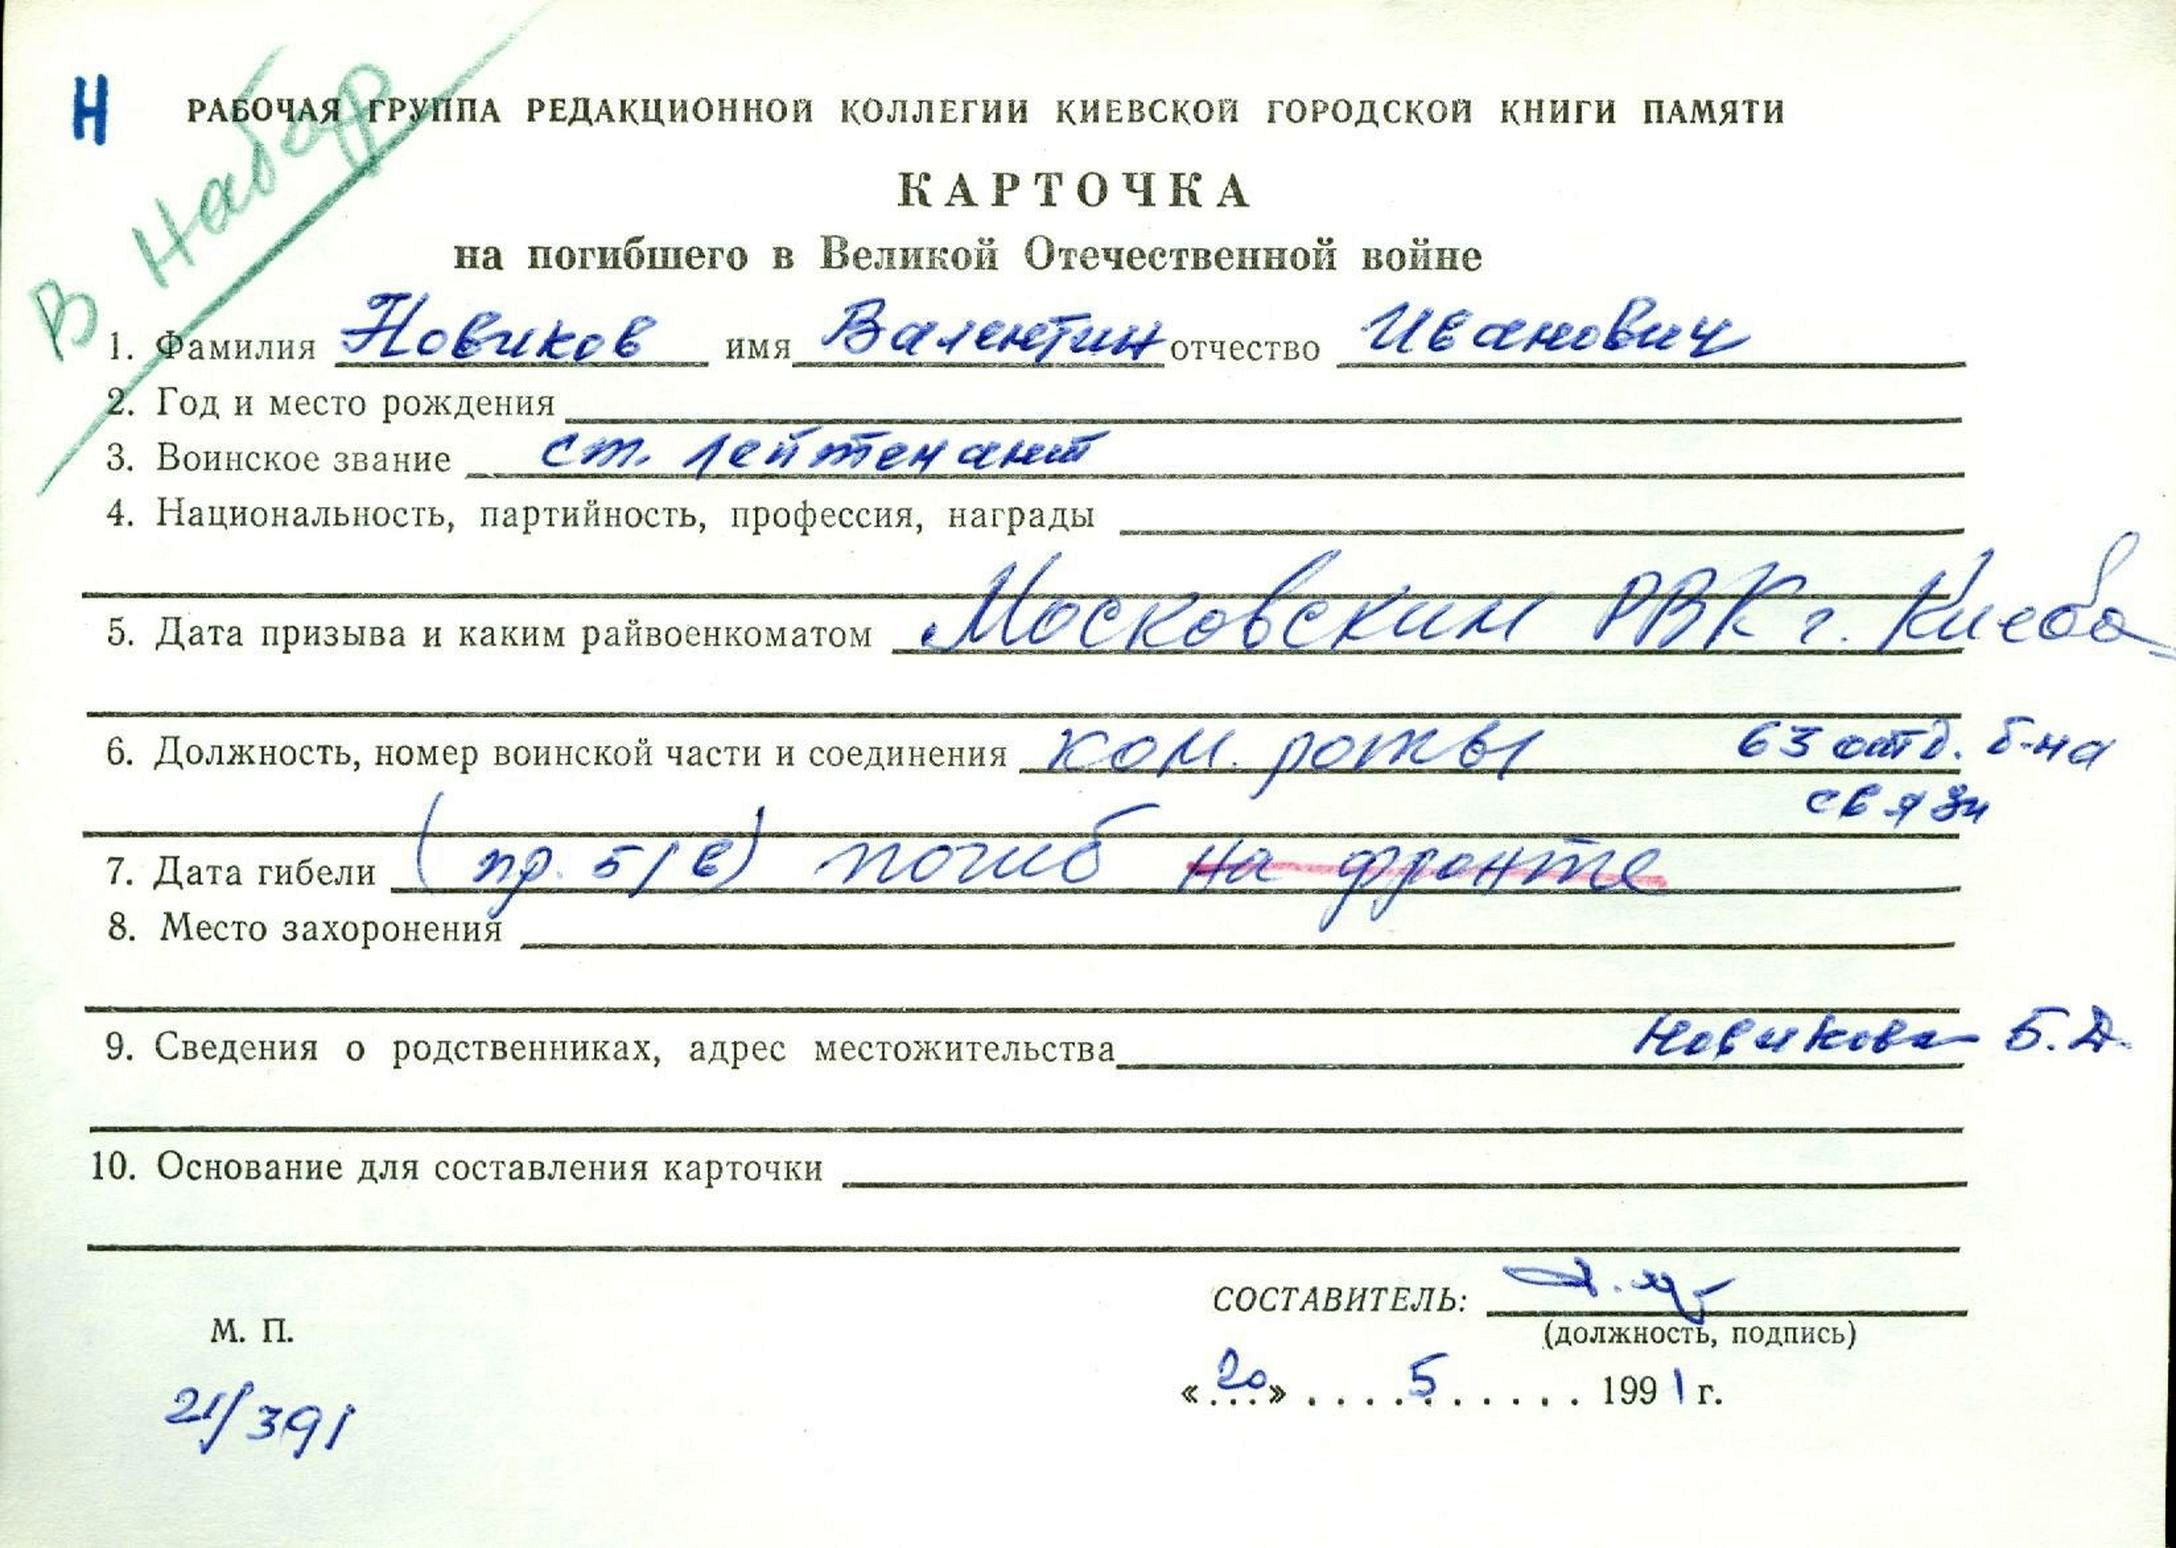 Н
В набор
РАБОЧАЯ ГРУППА РЕДАКЦИОННОЙ КОЛЛЕГИИ КИЕВСКОЙ ГОРОДСКОЙ КНИГИ ПАМЯТИ
КАРТОЧКА
на погибшего в Великой Отечественной войне
1. Фамилия Новиков имя Валентин отчество Иванович
2. Год и место рождения
3. Воинское звание ст. лейтенант
4. Национальность, партийность, профессия, награды
5. Дата призыва и каким райвоенкоматом Московским РВК г. Киева
6. Должность, номер воинской части и соединения ком. роты 63 отд. б-на
связи
7. Дата гибели (пр. б/в) погиб на фронте
8. Место захоронения
9. Сведения о родственниках, адрес местожительства Новикова Б.Д.
10. Основание для составления карточки
СОСТАВИТЕЛЬ:
М. П.
(должность, подпись)
«20» 5 1991 г.
21/391